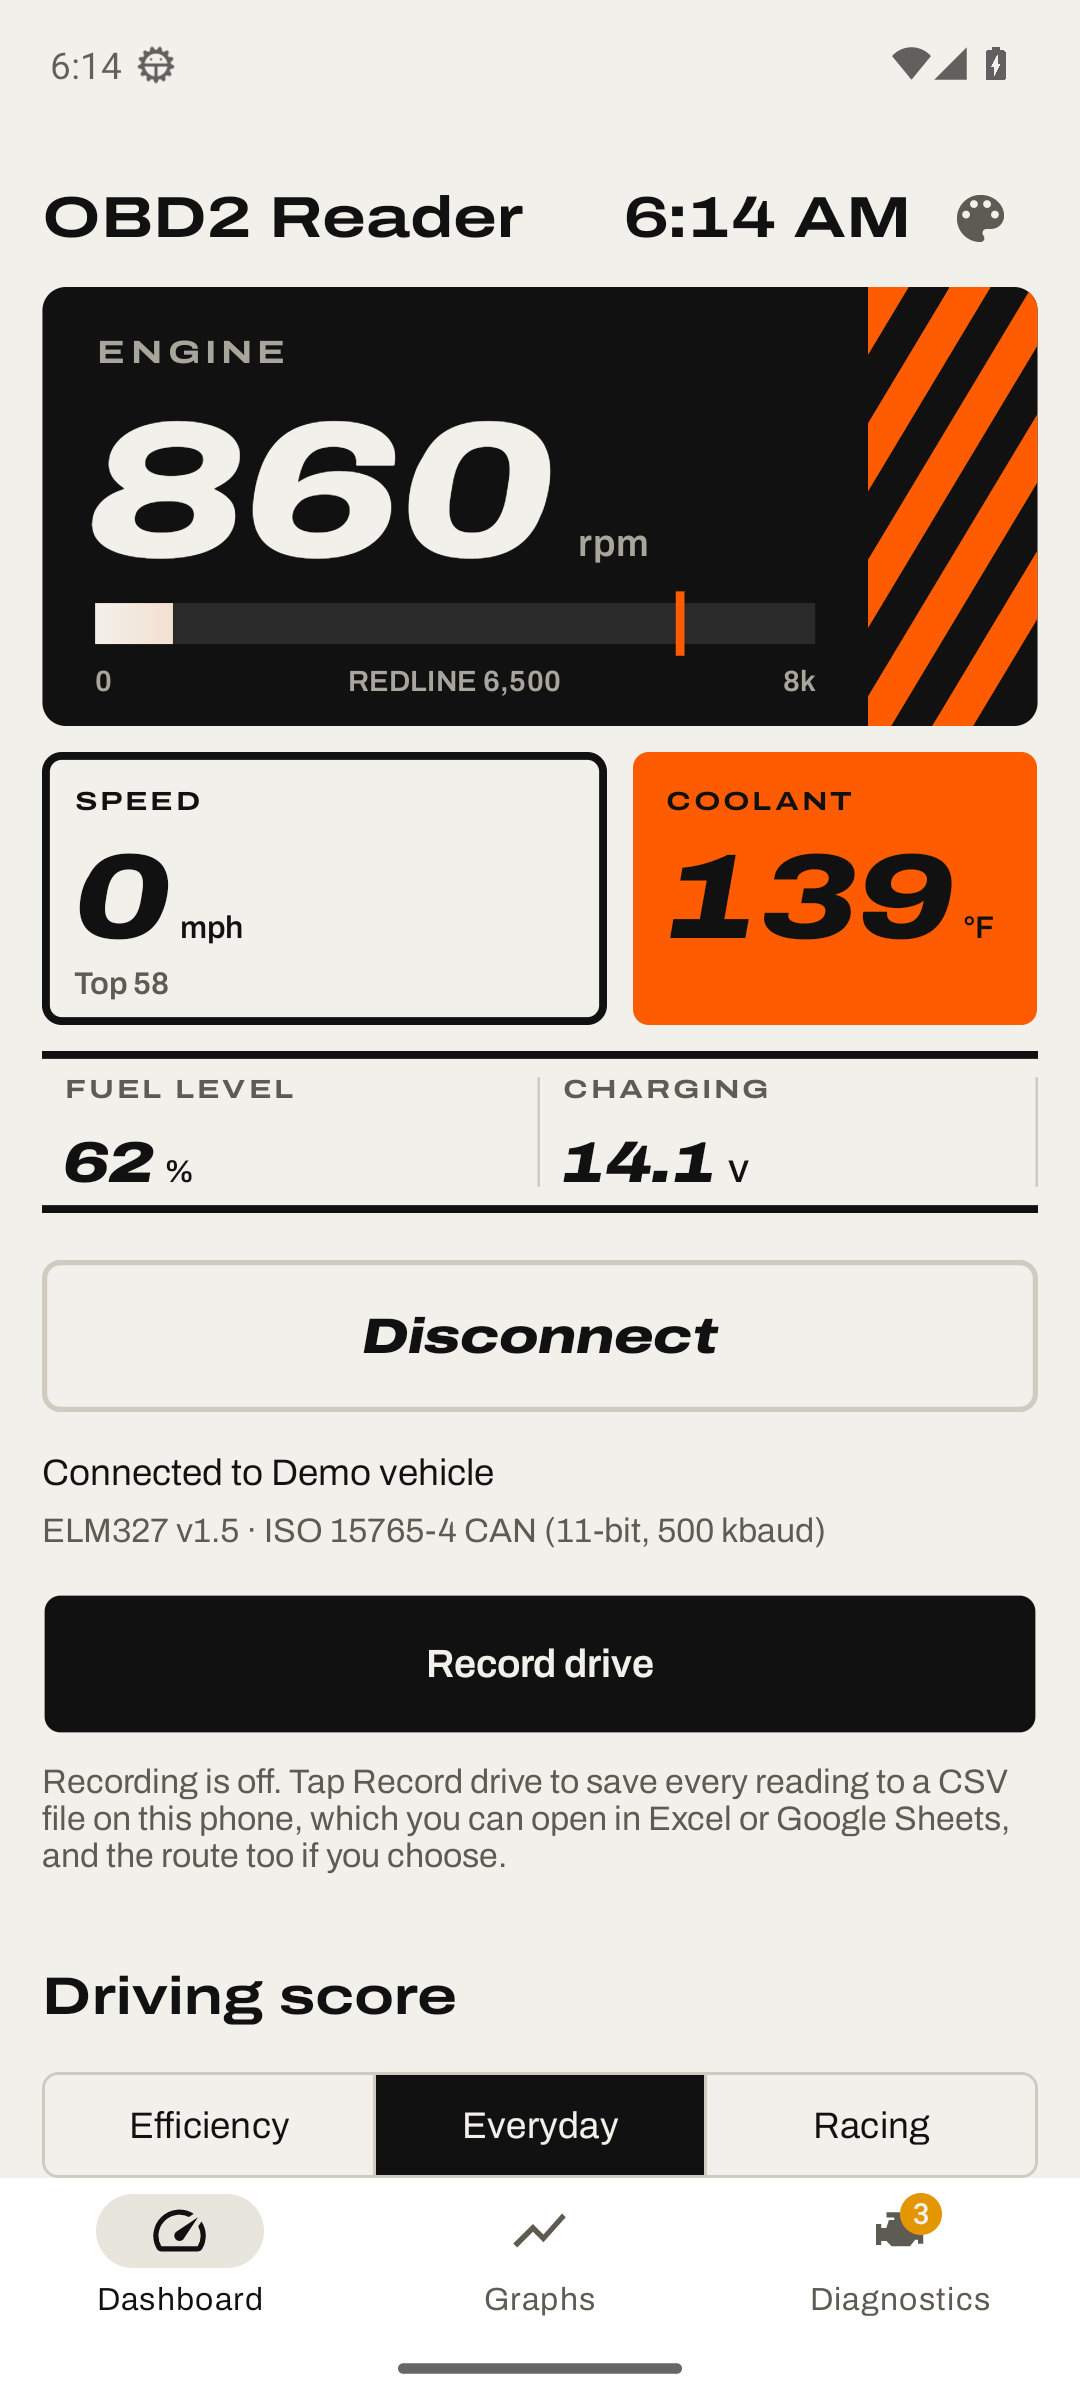 6:14
OBD2 Reader 6:14 AM
ENGINE
860 rpm
0 REDLINE 6,500 8k
SPEED
0 mph
Top 58
COOLANT
139 °F
FUEL LEVEL
62 %
CHARGING
14.1 V
Disconnect
Connected to Demo vehicle
ELM327 v1.5 · ISO 15765-4 CAN (11-bit, 500 kbaud)
Record drive
Recording is off. Tap Record drive to save every reading to a CSV
file on this phone, which you can open in Excel or Google Sheets,
and the route too if you choose.
Driving score
Efficiency Everyday Racing
3
Dashboard Graphs Diagnostics